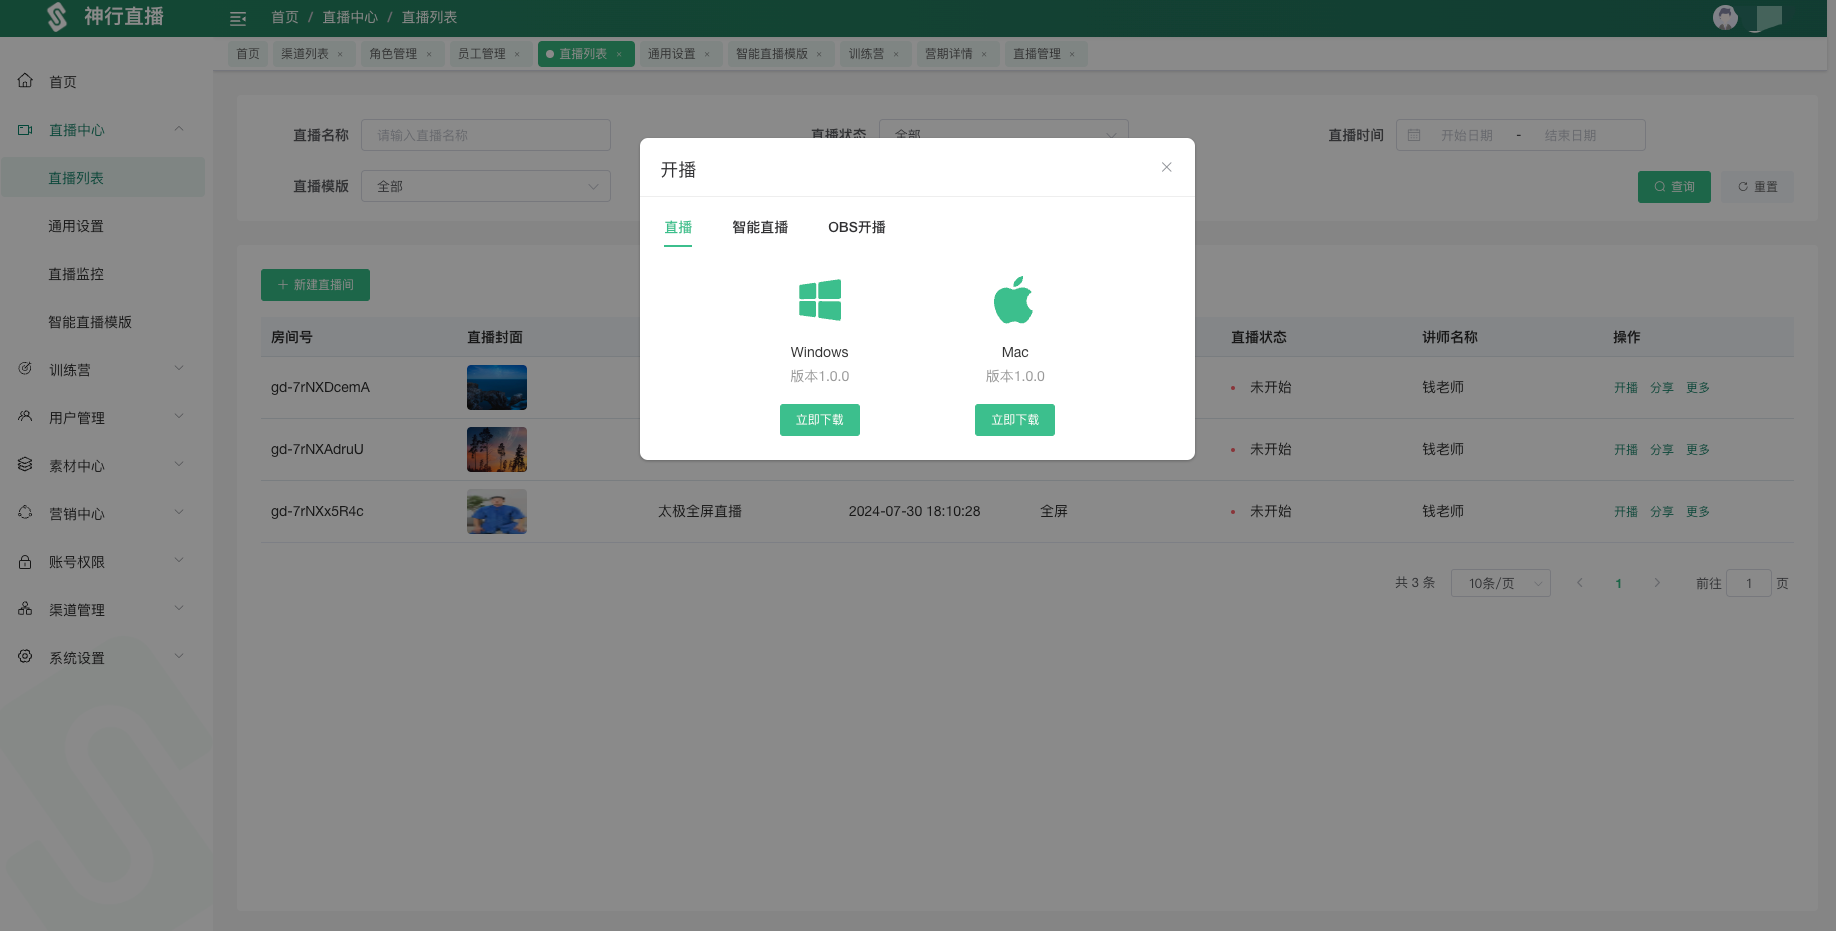 神行直播
首页 / 直播中心 / 直播列表
首页 渠道列表 × 角色管理 × 员工管理 × 直播列表 × 通用设置 × 智能直播模版 × 训练营 × 营期详情 × 直播管理 ×
首页
直播中心
直播列表
通用设置
直播监控
智能直播模版
训练营
用户管理
素材中心
营销中心
账号权限
渠道管理
系统设置
直播名称 请输入直播名称 直播状态 全部 直播时间 开始日期 - 结束日期
直播模版 全部 查询 重置
+ 新建直播间
房间号 直播封面 直播状态 讲师名称 操作
gd-7rNXDcemA 未开始 钱老师 开播 分享 更多
gd-7rNXAdruU 未开始 钱老师 开播 分享 更多
gd-7rNXx5R4c 太极全屏直播 2024-07-30 18:10:28 全屏 未开始 钱老师 开播 分享 更多
共 3 条 10条/页 1 前往 1 页
开播
直播 智能直播 OBS开播
Windows Mac
版本1.0.0 版本1.0.0
立即下载 立即下载